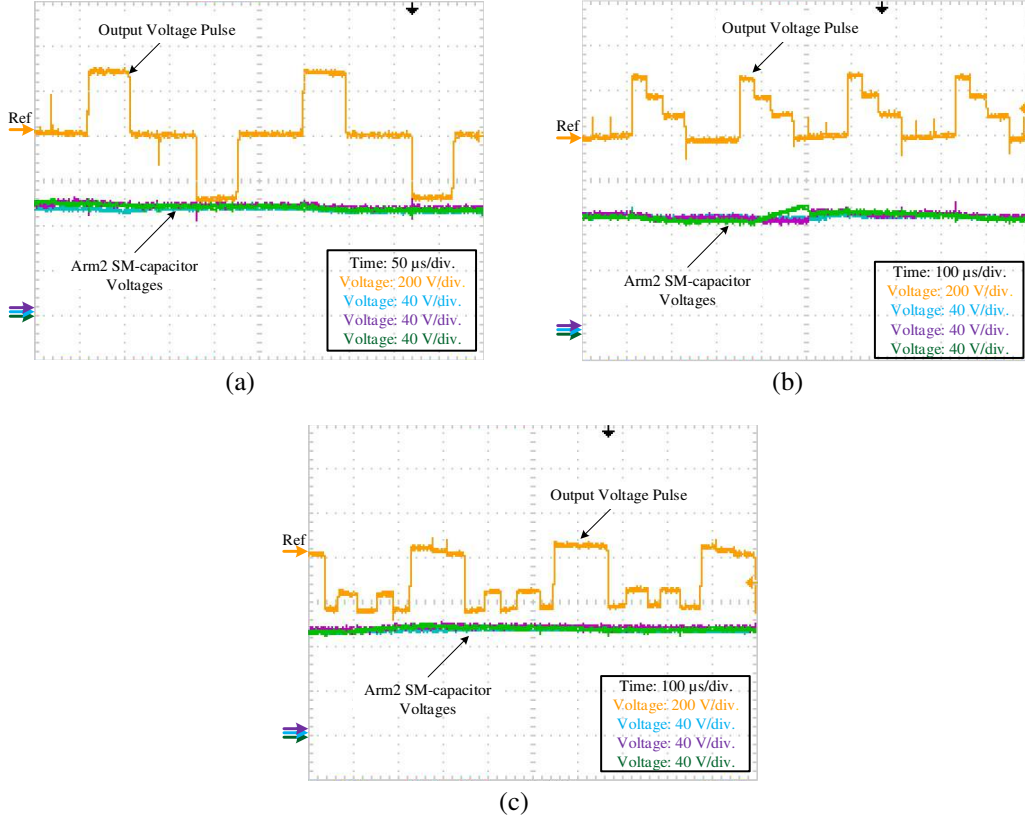 Output Voltage Pulse
Ref
Arm2 SM-capacitor
Voltages
Time: 50 µs/div.
Voltage: 200 V/div.
Voltage: 40 V/div.
Voltage: 40 V/div.
Voltage: 40 V/div.
(a)
Output Voltage Pulse
Ref
Arm2 SM-capacitor
Voltages
Time: 100 µs/div.
Voltage: 200 V/div.
Voltage: 40 V/div.
Voltage: 40 V/div.
Voltage: 40 V/div.
(b)
Output Voltage Pulse
Ref
Arm2 SM-capacitor
Voltages
Time: 100 µs/div.
Voltage: 200 V/div.
Voltage: 40 V/div.
Voltage: 40 V/div.
Voltage: 40 V/div.
(c)